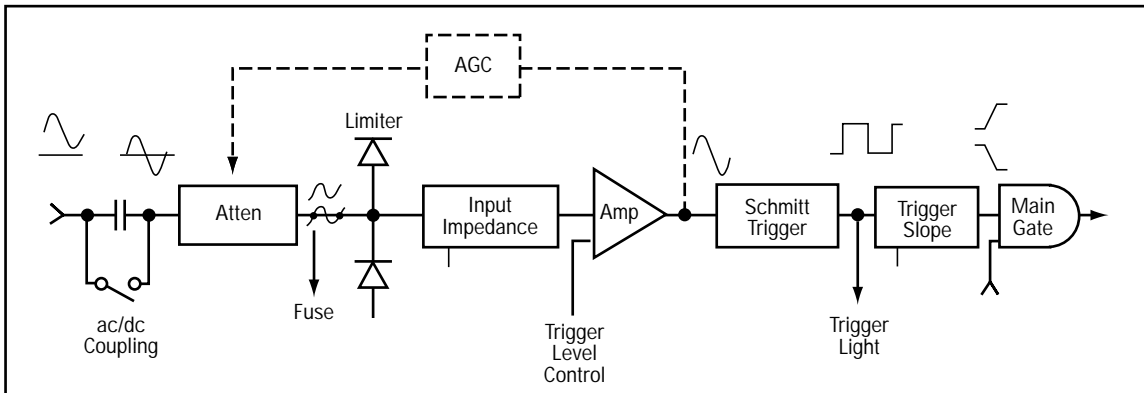 AGC
Limiter
Atten
Input
Impedance
Amp
Schmitt
Trigger
Trigger
Slope
Main
Gate
Fuse
ac/dc
Coupling
Trigger
Level
Control
Trigger
Light